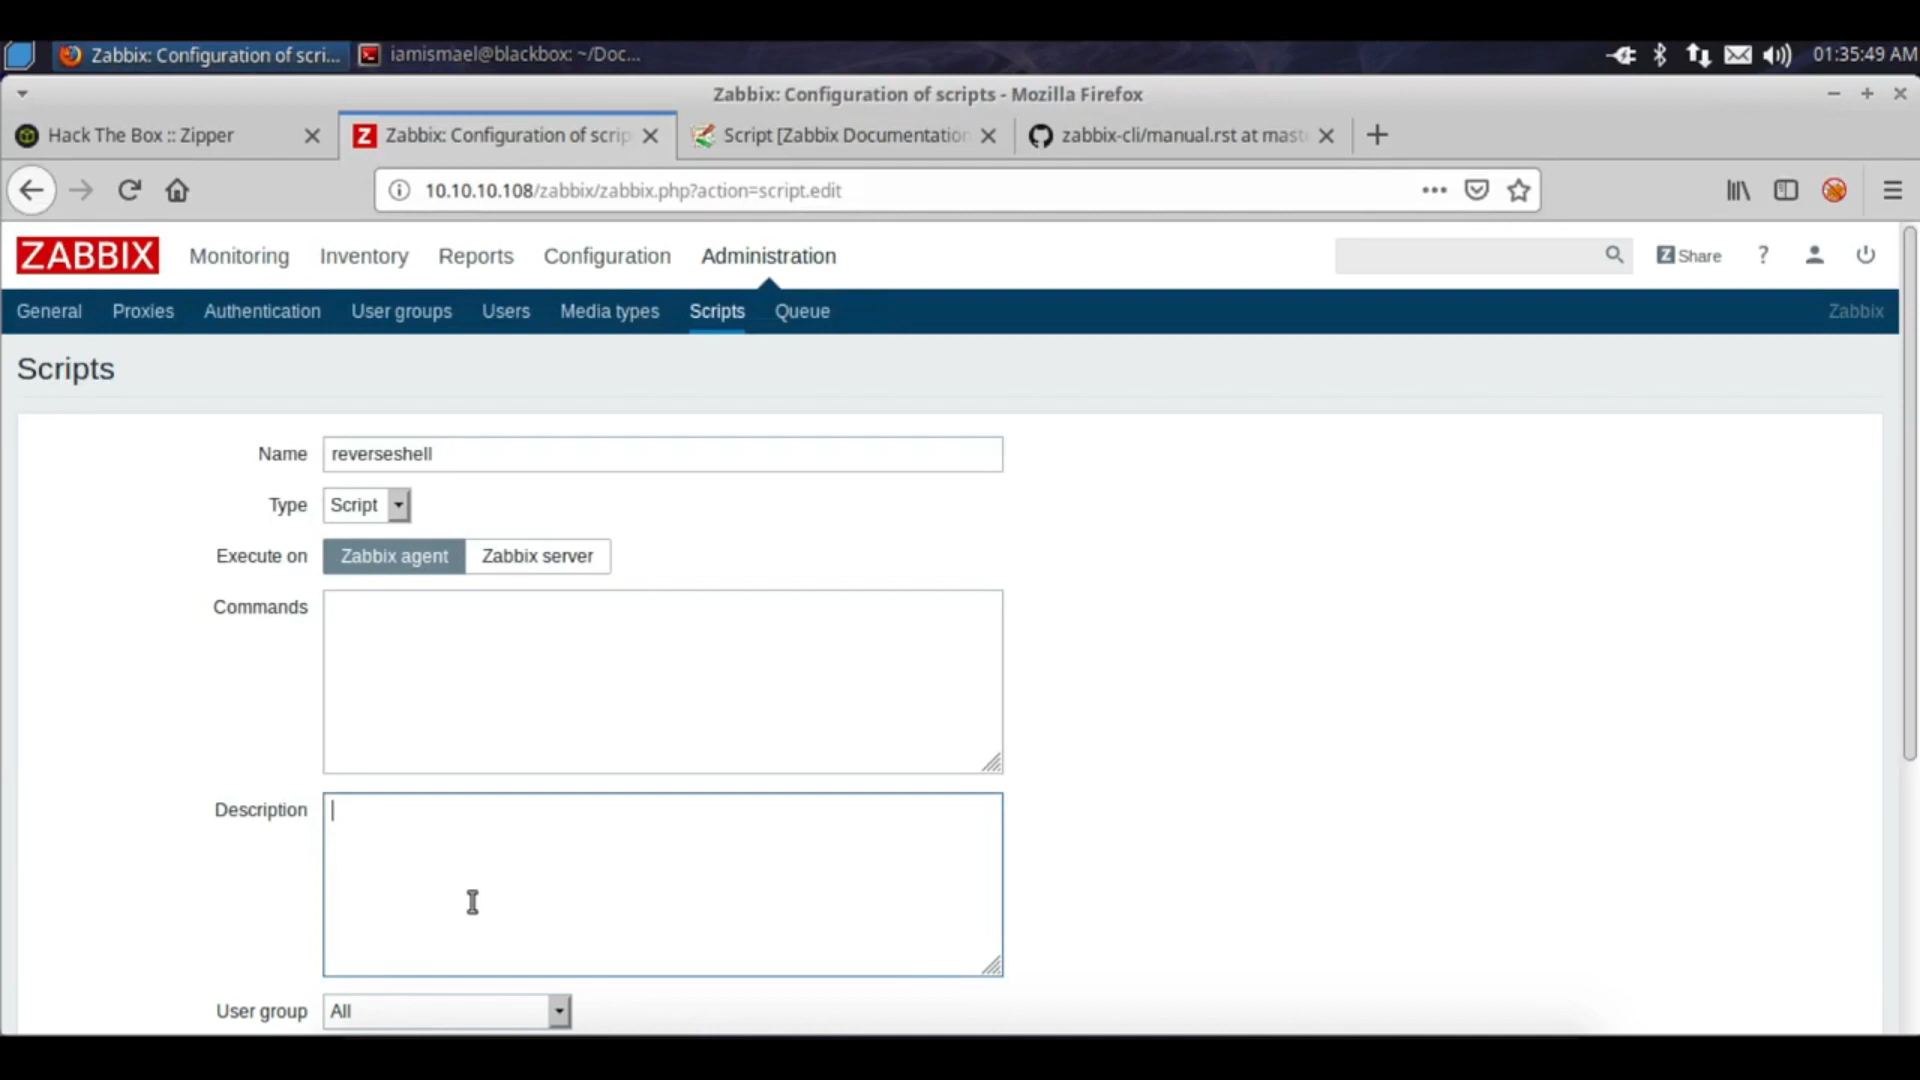 Zabbix: Configuration of scri...
iamismael@blackbox: ~/Doc...
01:35:49 AM
Zabbix: Configuration of scripts - Mozilla Firefox
Hack The Box :: Zipper
Zabbix: Configuration of scrip
Script [Zabbix Documentation
zabbix-cli/manual.rst at mast
10.10.10.108/zabbix/zabbix.php?action=script.edit
ZABBIX
Monitoring
Inventory
Reports
Configuration
Administration
Z Share
?
General
Proxies
Authentication
User groups
Users
Media types
Scripts
Queue
Zabbix
Scripts
Name
reverseshell
Type
Script
Execute on
Zabbix agent
Zabbix server
Commands
Description
User group
All